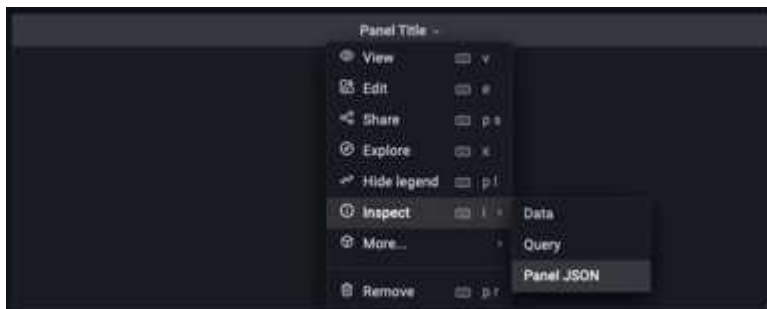 Panel Title
View v
Edit e
Share p s
Explore x
Hide legend p l
Inspect i
Data
More...
Query
Panel JSON
Remove p r